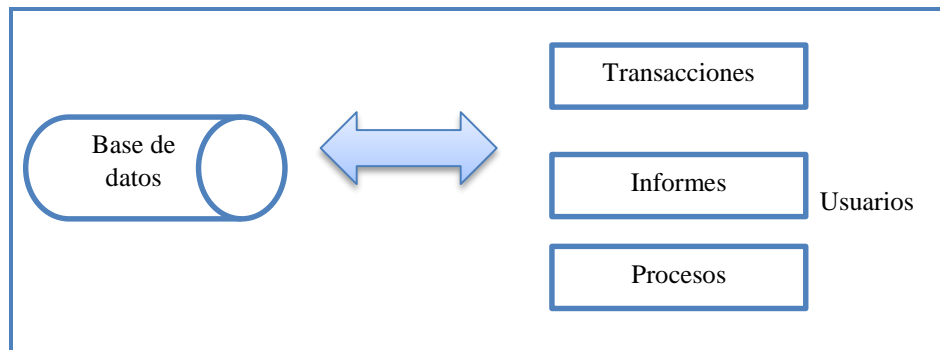 Base de
datos
Transacciones
Informes
Usuarios
Procesos